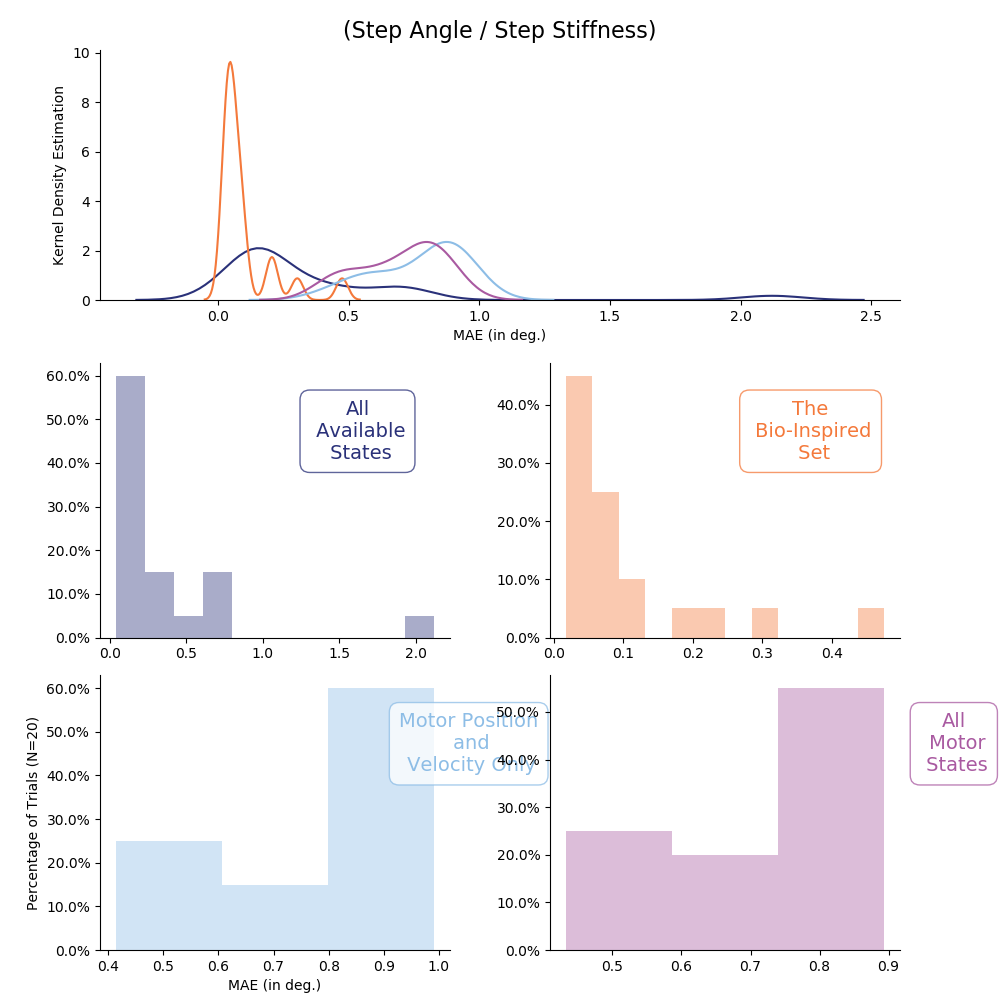 (Step Angle / Step Stiffness)
Kernel Density Estimation
10
8
6
4
2
0
0.0 0.5 1.0 1.5 2.0 2.5
MAE (in deg.)
60.0%
50.0%
40.0%
30.0%
20.0%
10.0%
0.0%
All
Available
States
0.0 0.5 1.0 1.5 2.0
40.0%
30.0%
20.0%
10.0%
0.0%
The
Bio-Inspired
Set
0.0 0.1 0.2 0.3 0.4
Percentage of Trials (N=20)
60.0%
50.0%
40.0%
30.0%
20.0%
10.0%
0.0%
Motor Position
and
Velocity Only
0.4 0.5 0.6 0.7 0.8 0.9 1.0
MAE (in deg.)
50.0%
40.0%
30.0%
20.0%
10.0%
0.0%
All
Motor
States
0.5 0.6 0.7 0.8 0.9